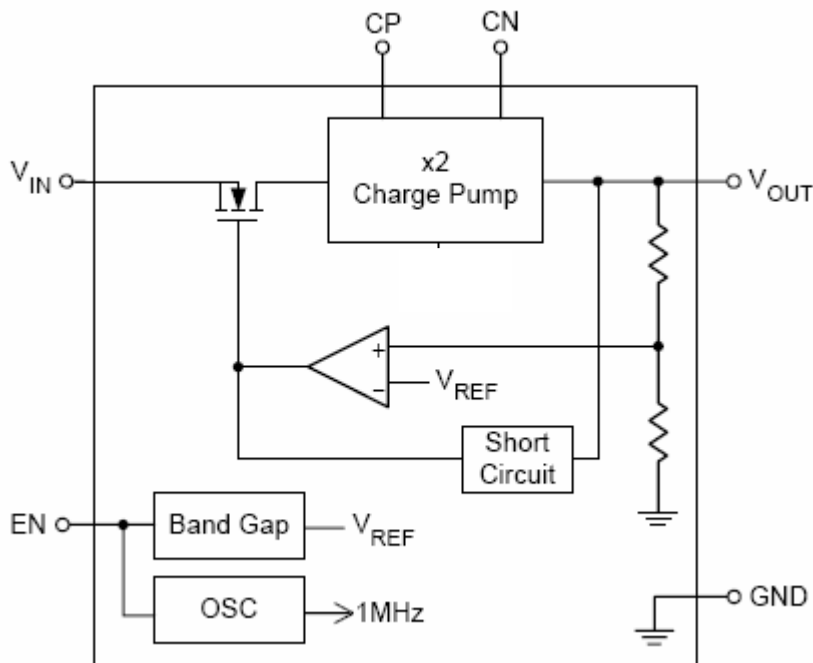 CP
CN
V_IN
x2
Charge Pump
V_OUT
+
−
V_REF
Short
Circuit
EN
Band Gap
V_REF
OSC
1MHz
GND